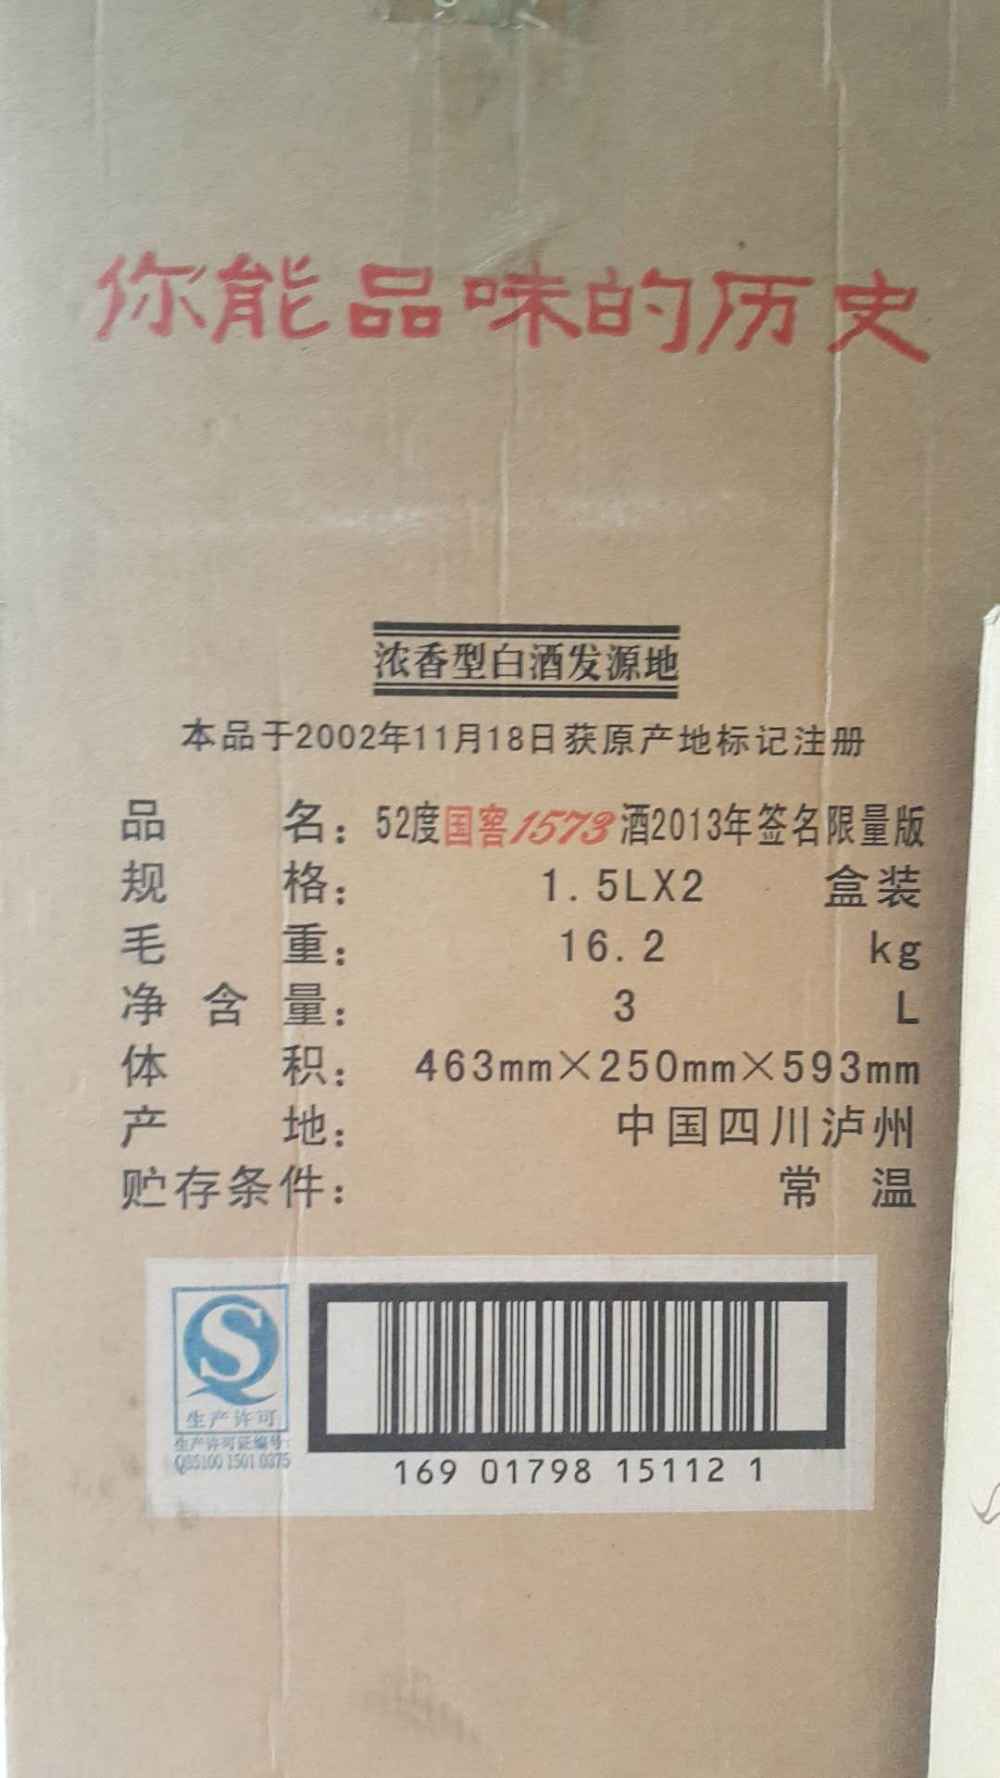 你能品味的历史
浓香型白酒发源地
本品于2002年11月18日获原产地标记注册
品名：52度国窖1573酒2013年签名限量版
规格：1.5LX2 盒装
毛重：16.2 kg
净含量：3 L
体积：463mm×250mm×593mm
产地：中国四川泸州
贮存条件：常温
生产许可
生产许可证编号：
QS5100 1501 0375
169 01798 15112 1